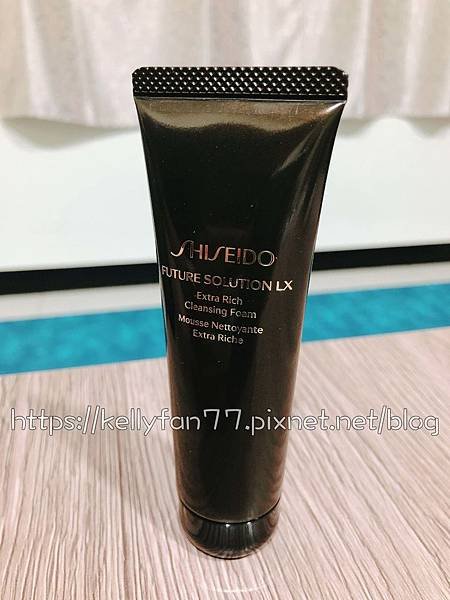 SHISEIDO
FUTURE SOLUTION LX
Extra Rich
Cleansing Foam
Mousse Nettoyante
Extra Riche
https://kellyfan77.pixnet.net/blog